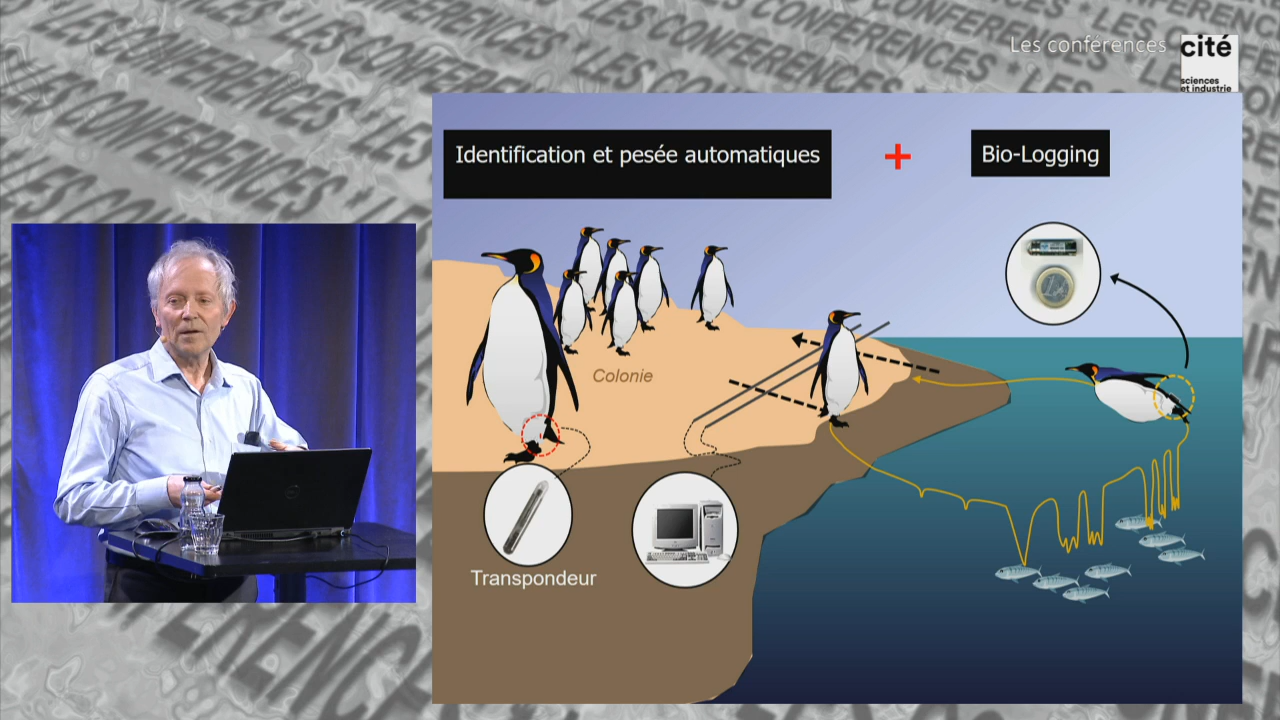 Les conférences
cité
sciences
et industrie
Identification et pesée automatiques
+
Bio-Logging
Colonie
Transpondeur